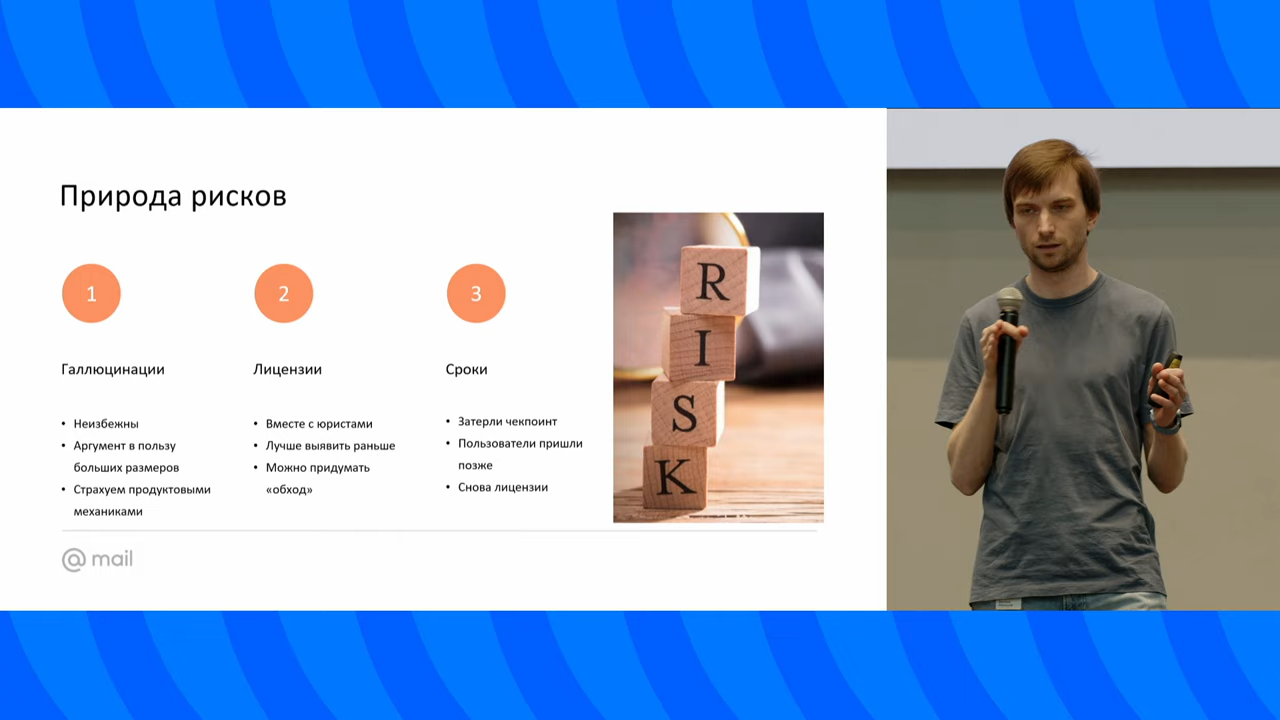 Природа рисков
1
2
3
Галлюцинации
Лицензии
Сроки
• Неизбежны
• Аргумент в пользу
больших размеров
• Страхуем продуктовыми
механиками
• Вместе с юристами
• Лучше выявить раньше
• Можно придумать
«обход»
• Затерли чекпоинт
• Пользователи пришли
позже
• Снова лицензии
R
I
S
K
@mail